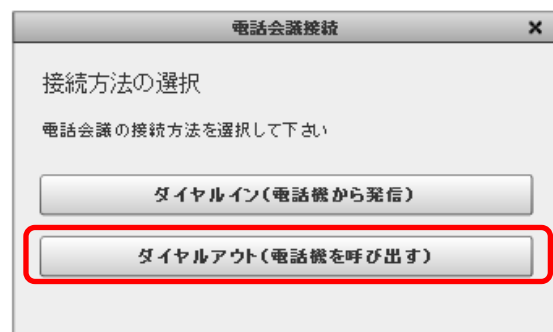 電話会議接続
接続方法の選択
電話会議の接続方法を選択して下さい
ダイヤルイン(電話機から発信)
ダイヤルアウト(電話機を呼び出す)